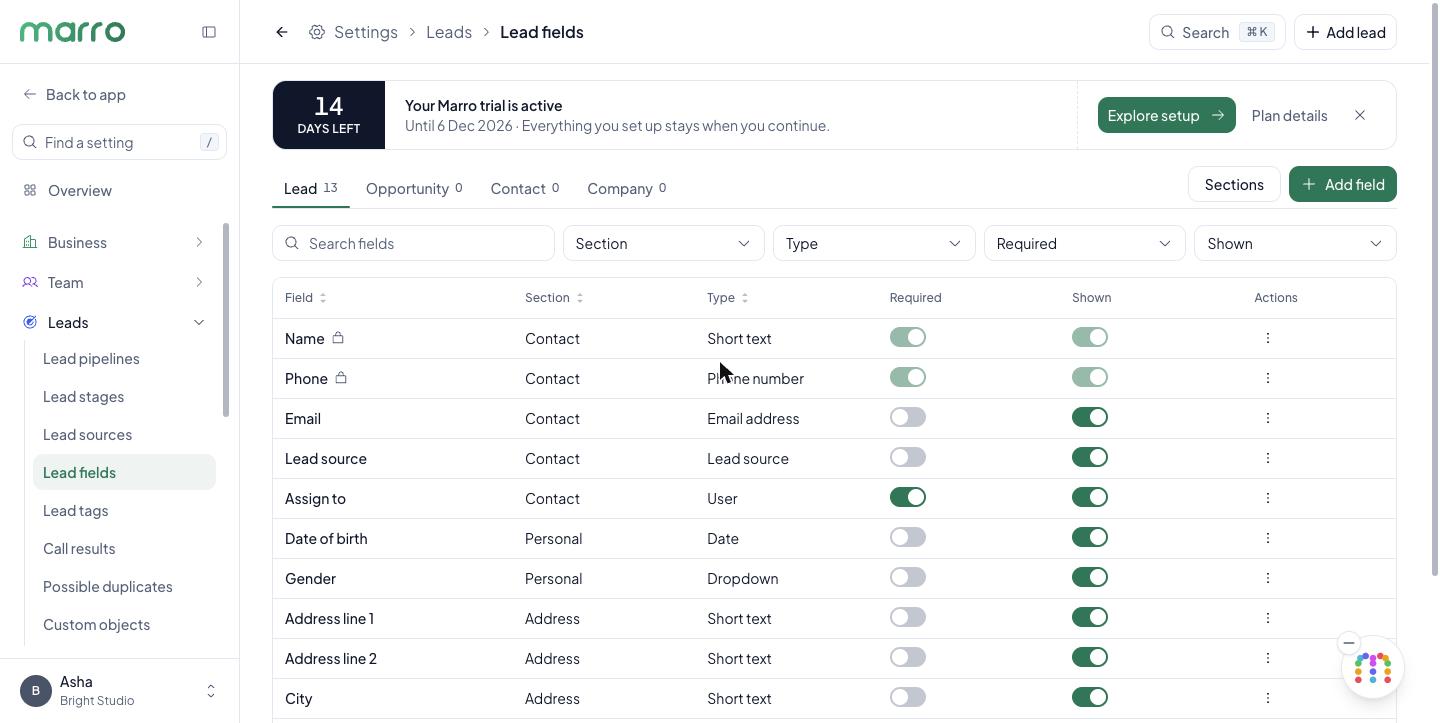 marro
Settings > Leads > Lead fields
Search ⌘ K
+ Add lead
Back to app
Find a setting /
Overview
Business
Team
Leads
Lead pipelines
Lead stages
Lead sources
Lead fields
Lead tags
Call results
Possible duplicates
Custom objects
B
Asha
Bright Studio
14
DAYS LEFT
Your Marro trial is active
Until 6 Dec 2026 · Everything you set up stays when you continue.
Explore setup →
Plan details
Lead 13 Opportunity 0 Contact 0 Company 0
Sections
+ Add field
Search fields Section Type Required Shown
Field Section Type Required Shown Actions
Name Contact Short text
Phone Contact Phone number
Email Contact Email address
Lead source Contact Lead source
Assign to Contact User
Date of birth Personal Date
Gender Personal Dropdown
Address line 1 Address Short text
Address line 2 Address Short text
City Address Short text